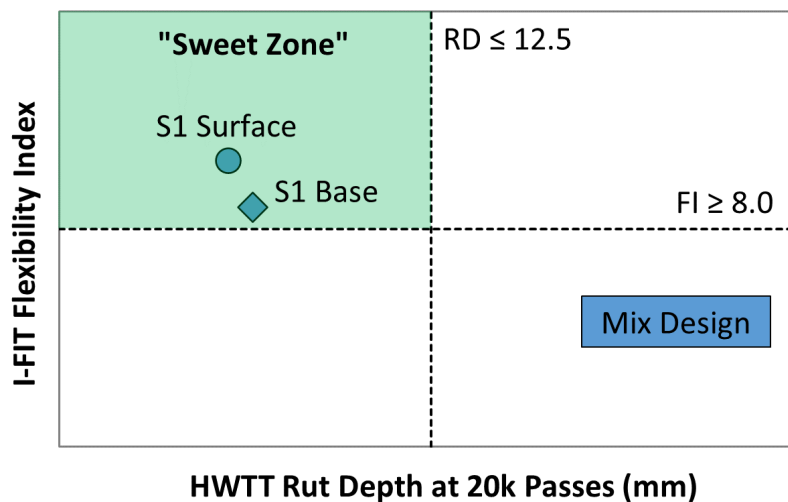 "Sweet Zone"
RD ≤ 12.5
S1 Surface
S1 Base
FI ≥ 8.0
Mix Design
I-FIT Flexibility Index
HWTT Rut Depth at 20k Passes (mm)